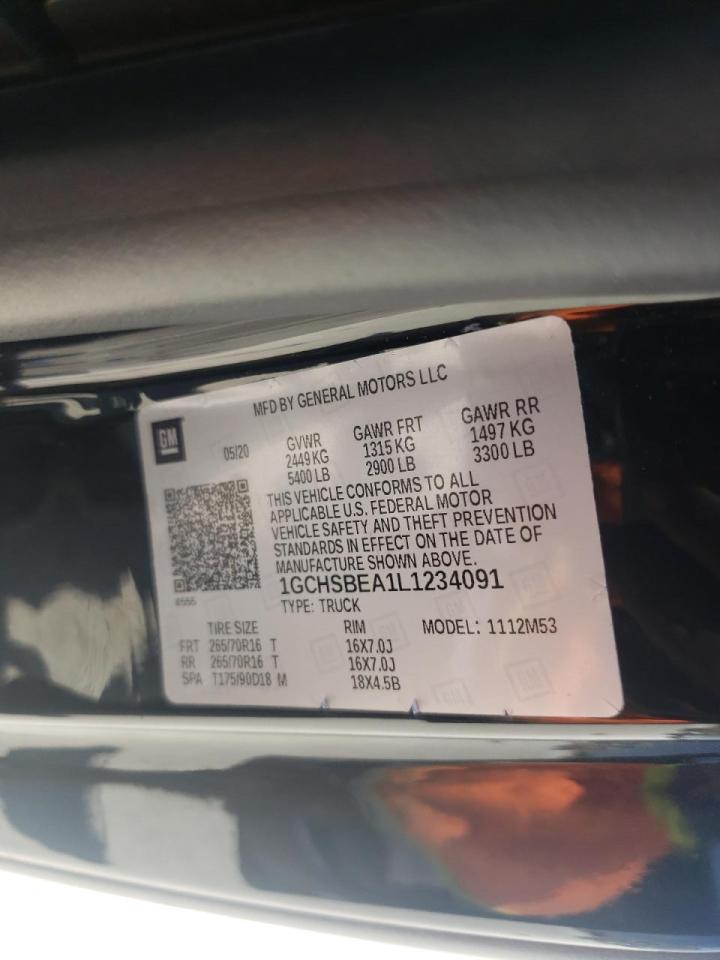 MFD BY GENERAL MOTORS LLC
GM
05/20
GVWR GAWR FRT GAWR RR
2449 KG 1315 KG 1497 KG
5400 LB 2900 LB 3300 LB
THIS VEHICLE CONFORMS TO ALL
APPLICABLE U.S. FEDERAL MOTOR
VEHICLE SAFETY AND THEFT PREVENTION
STANDARDS IN EFFECT ON THE DATE OF
MANUFACTURE SHOWN ABOVE.
1GCHSBEA1L1234091
TYPE: TRUCK
TIRE SIZE RIM MODEL: 1112M53
FRT 265/70R16 T 16X7.0J
RR 265/70R16 T 16X7.0J
SPA T175/90D18 M 18X4.5B